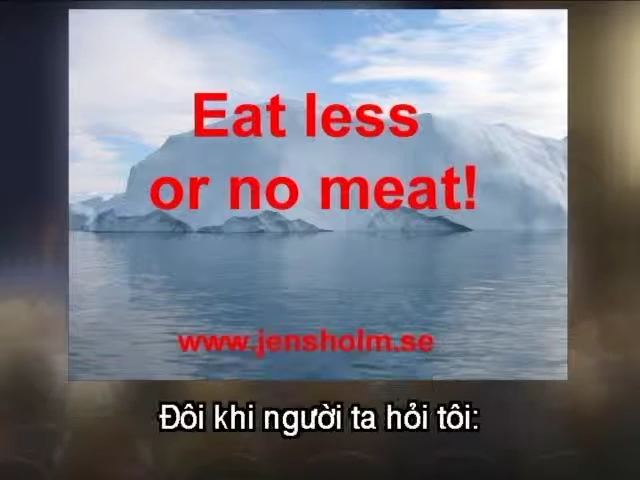 Eat less
or no meat!
www.jensholm.se
Đôi khi người ta hỏi tôi: